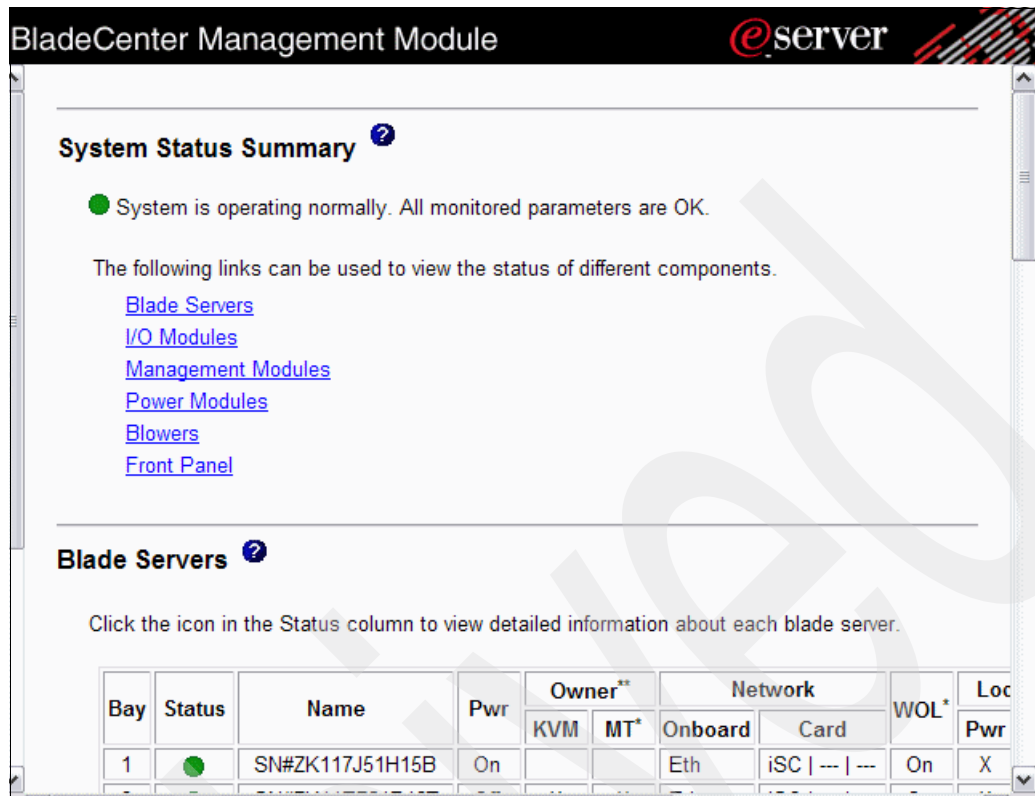 BladeCenter Management Module
eserver
System Status Summary ?
System is operating normally. All monitored parameters are OK.
The following links can be used to view the status of different components.
Blade Servers
I/O Modules
Management Modules
Power Modules
Blowers
Front Panel
Blade Servers ?
Click the icon in the Status column to view detailed information about each blade server.
Bay Status Name Pwr Owner** Network WOL* Loc
KVM MT* Onboard Card Pwr
1 SN#ZK117J51H15B On Eth iSC | --- | --- On X